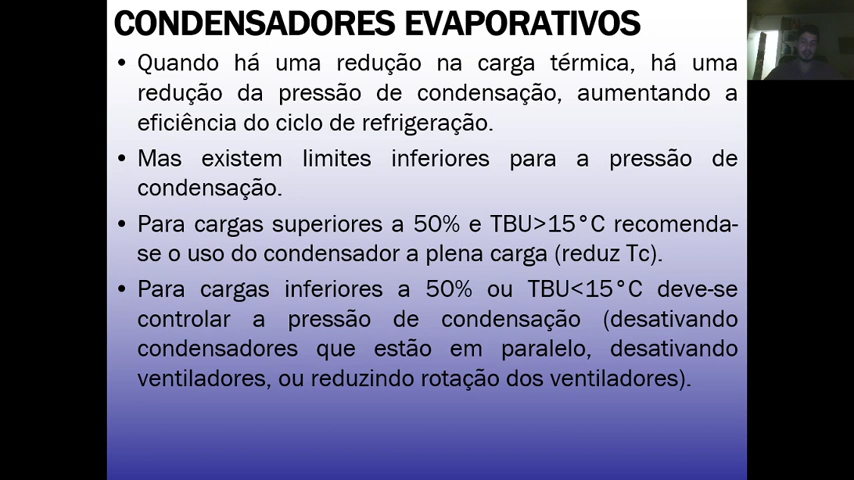 CONDENSADORES EVAPORATIVOS
• Quando há uma redução na carga térmica, há uma
redução da pressão de condensação, aumentando a
eficiência do ciclo de refrigeração.
• Mas existem limites inferiores para a pressão de
condensação.
• Para cargas superiores a 50% e TBU>15°C recomenda-
se o uso do condensador a plena carga (reduz Tc).
• Para cargas inferiores a 50% ou TBU<15°C deve-se
controlar a pressão de condensação (desativando
condensadores que estão em paralelo, desativando
ventiladores, ou reduzindo rotação dos ventiladores).